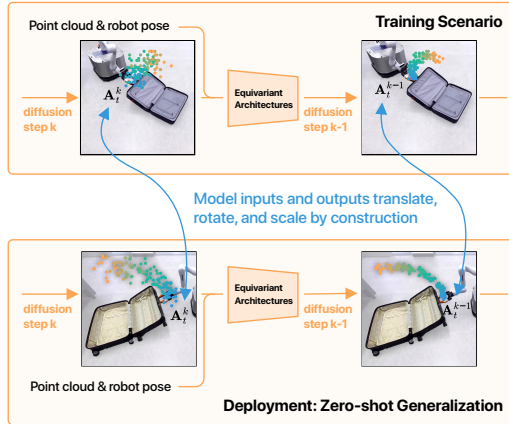 Training Scenario
Point cloud & robot pose
A_t^k
diffusion
step k
Equivariant
Architectures
diffusion
step k-1
A_t^{k-1}
Model inputs and outputs translate,
rotate, and scale by construction
diffusion
step k
A_t^k
Equivariant
Architectures
diffusion
step k-1
A_t^{k-1}
Point cloud & robot pose
Deployment: Zero-shot Generalization